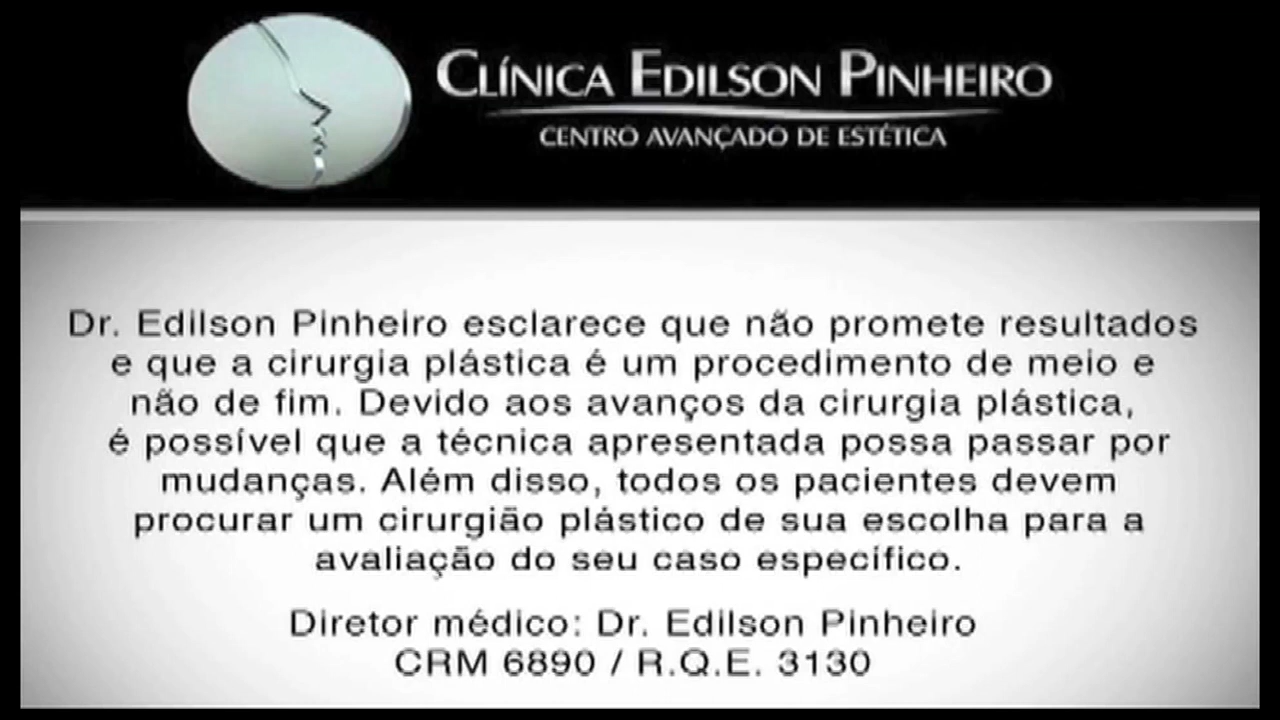 CLÍNICA EDILSON PINHEIRO
CENTRO AVANÇADO DE ESTÉTICA
Dr. Edilson Pinheiro esclarece que não promete resultados
e que a cirurgia plástica é um procedimento de meio e
não de fim. Devido aos avanços da cirurgia plástica,
é possível que a técnica apresentada possa passar por
mudanças. Além disso, todos os pacientes devem
procurar um cirurgião plástico de sua escolha para a
avaliação do seu caso específico.
Diretor médico: Dr. Edilson Pinheiro
CRM 6890 / R.Q.E. 3130